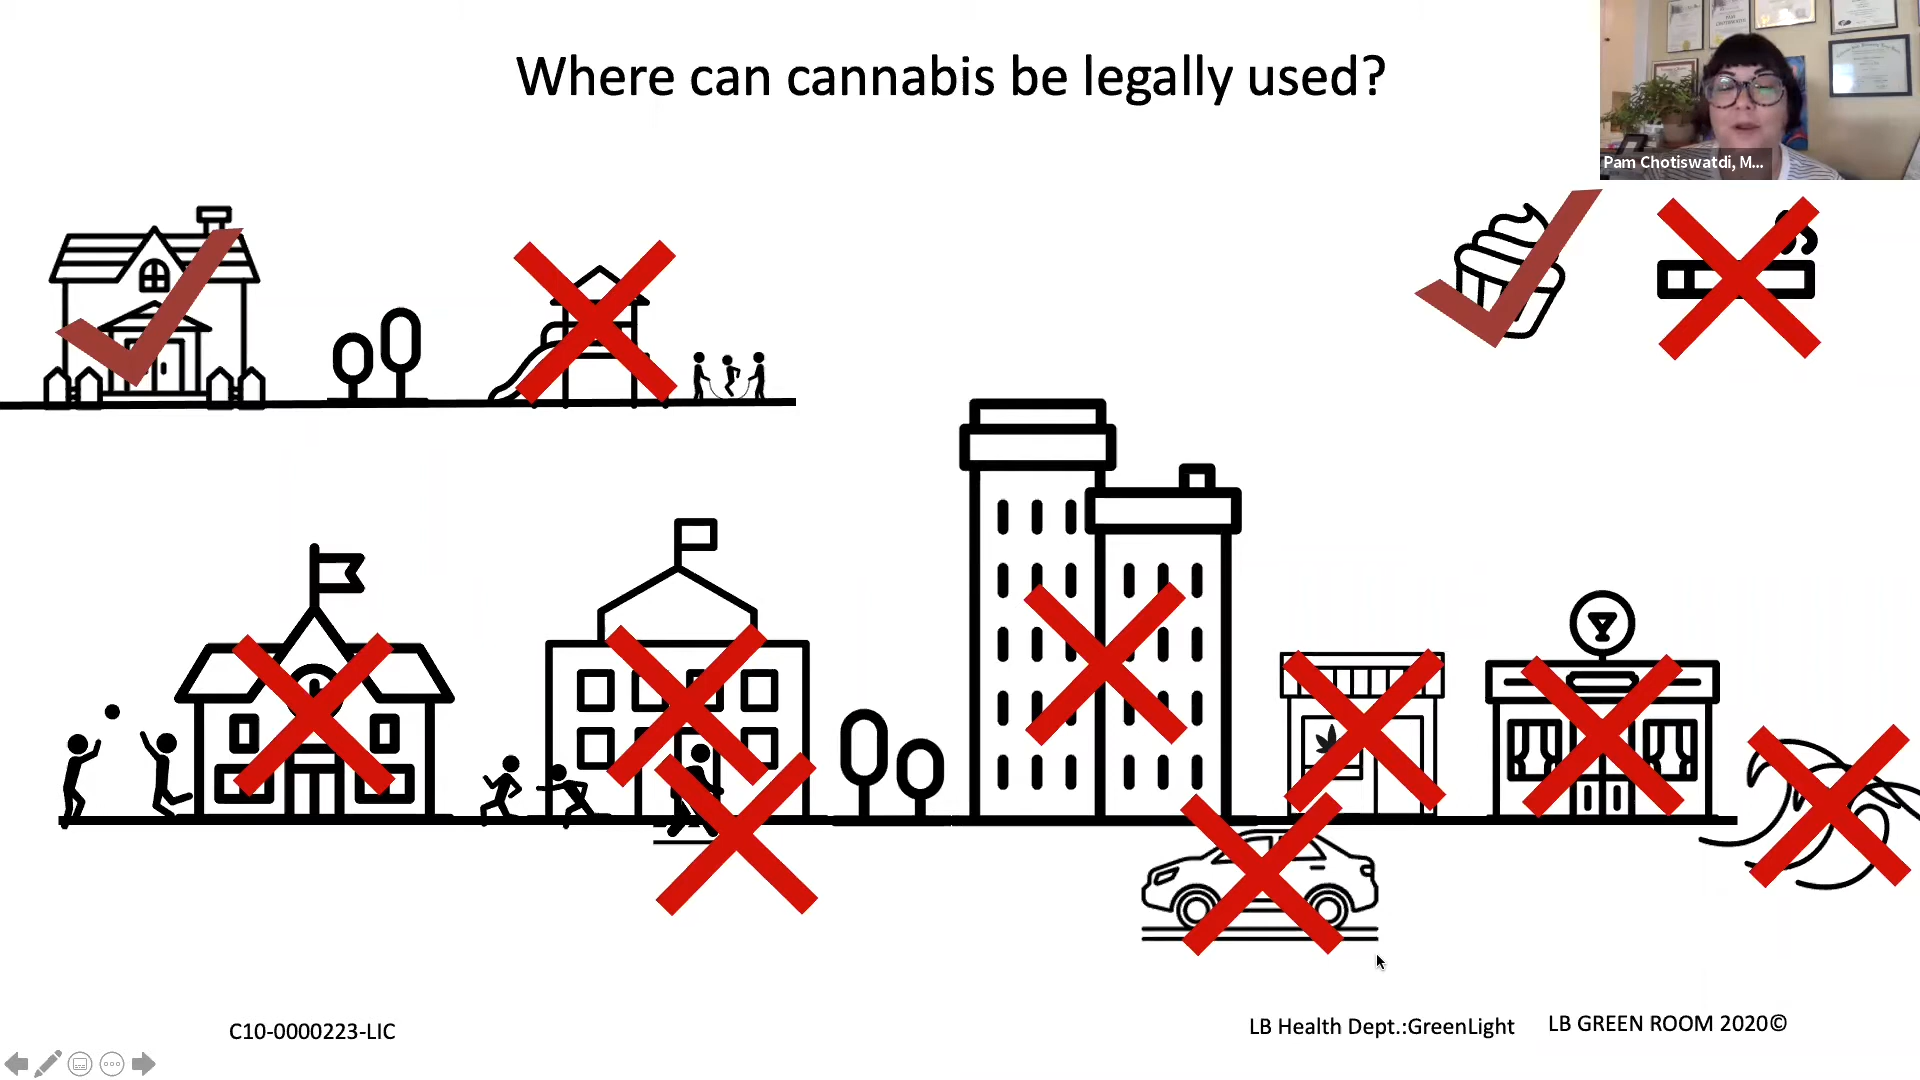 Where can cannabis be legally used?
Pam Chotiswatdi, M...
C10-0000223-LIC
LB Health Dept.:GreenLight
LB GREEN ROOM 2020©